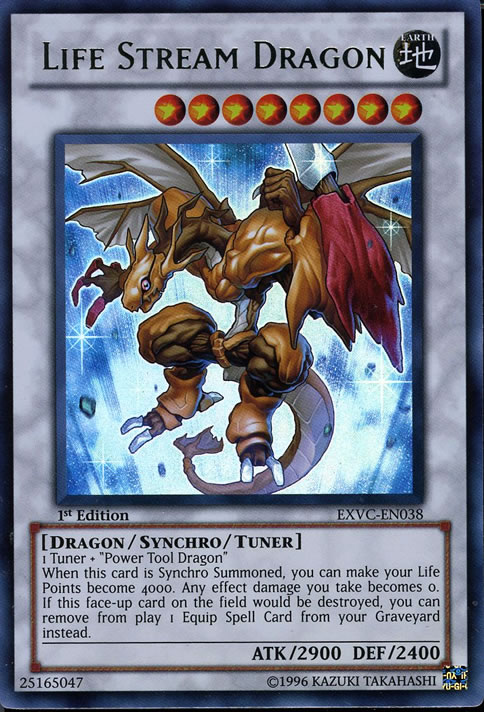 LIFE STREAM DRAGON
EARTH
地
1st Edition
EXVC-EN038
[DRAGON/SYNCHRO/TUNER]
1 Tuner + "Power Tool Dragon"
When this card is Synchro Summoned, you can make your Life
Points become 4000. Any effect damage you take becomes 0.
If this face-up card on the field would be destroyed, you can
remove from play 1 Equip Spell Card from your Graveyard
instead.
ATK/2900 DEF/2400
25165047
©1996 KAZUKI TAKAHASHI